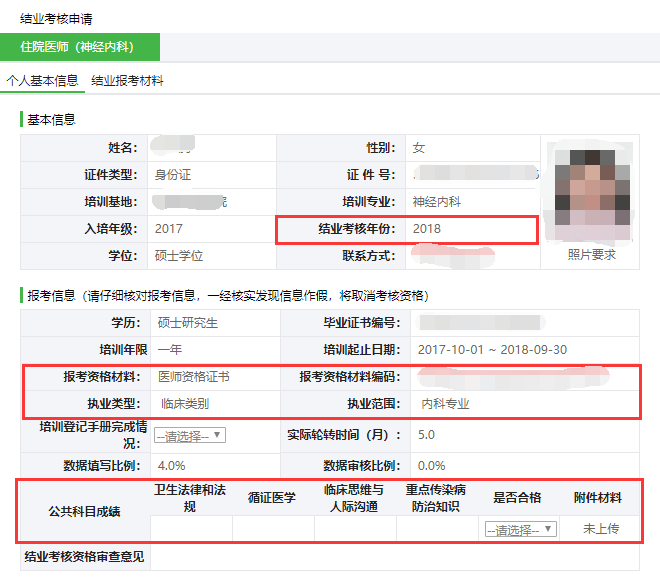 结业考核申请
住院医师（神经内科）
个人基本信息 结业报考材料
基本信息
姓名： 性别： 女
证件类型： 身份证 证 件 号：
培训基地： 院 培训专业： 神经内科
入培年级： 2017 结业考核年份： 2018
学位： 硕士学位 联系方式：
照片要求
报考信息（请仔细核对报考信息，一经核实发现信息作假，将取消考核资格）
学历： 硕士研究生 毕业证书编号：
培训年限 一年 培训起止日期： 2017-10-01 ~ 2018-09-30
报考资格材料： 医师资格证书 报考资格材料编码：
执业类型： 临床类别 执业范围： 内科专业
培训登记手册完成情
况： --请选择-- 实际轮转时间（月）： 5.0
数据填写比例： 4.0% 数据审核比例： 0.0%
公共科目成绩
卫生法律和法
规
循证医学
临床思维与
人际沟通
重点传染病
防治知识
是否合格
附件材料
--请选择-- 未上传
结业考核资格审查意见